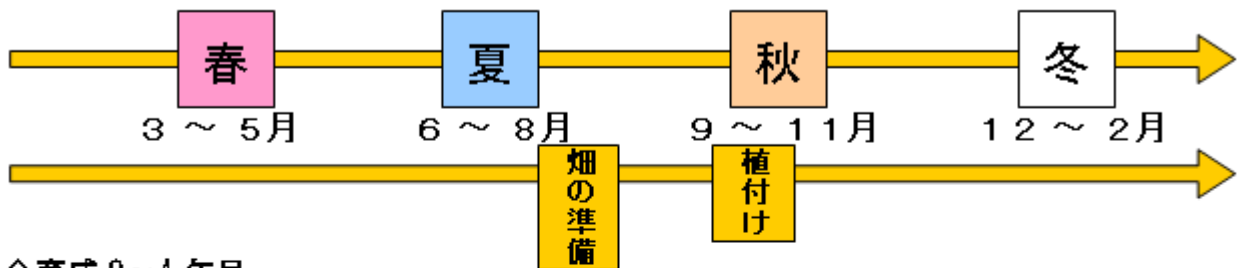 春 夏 秋 冬
３ ～ ５月 ６ ～ ８月 ９ ～ １１月 １２ ～ ２月
畑の準備
植付け